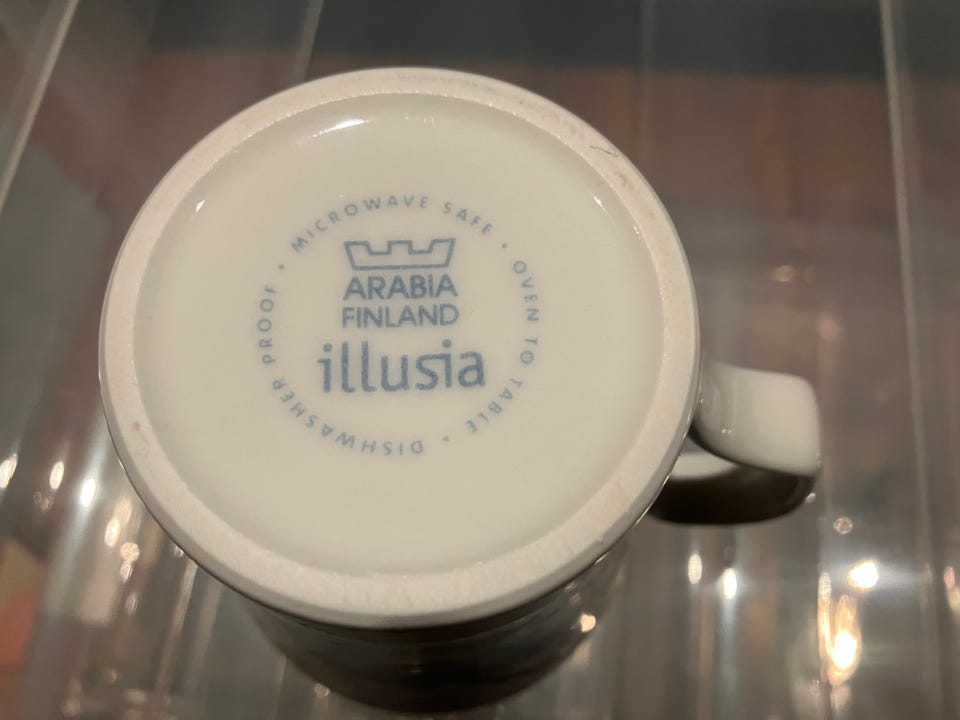 ARABIA
FINLAND
illusia
MICROWAVE SAFE • OVEN TO TABLE • DISHWASHER PROOF •